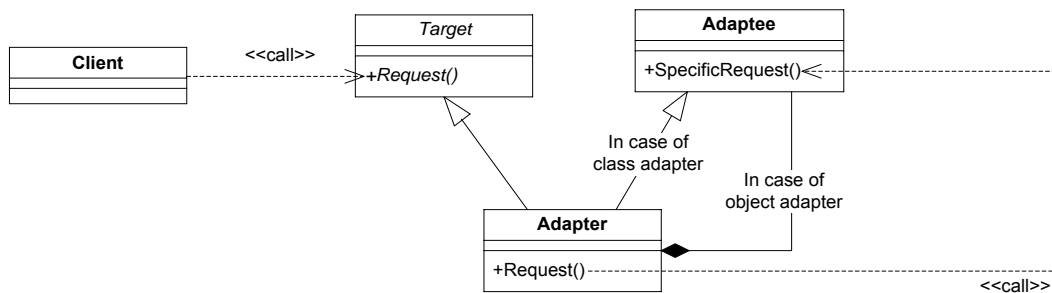 Target
Adaptee
Client
<<call>>
+Request()
+SpecificRequest()
In case of
class adapter
In case of
object adapter
Adapter
+Request()
<<call>>